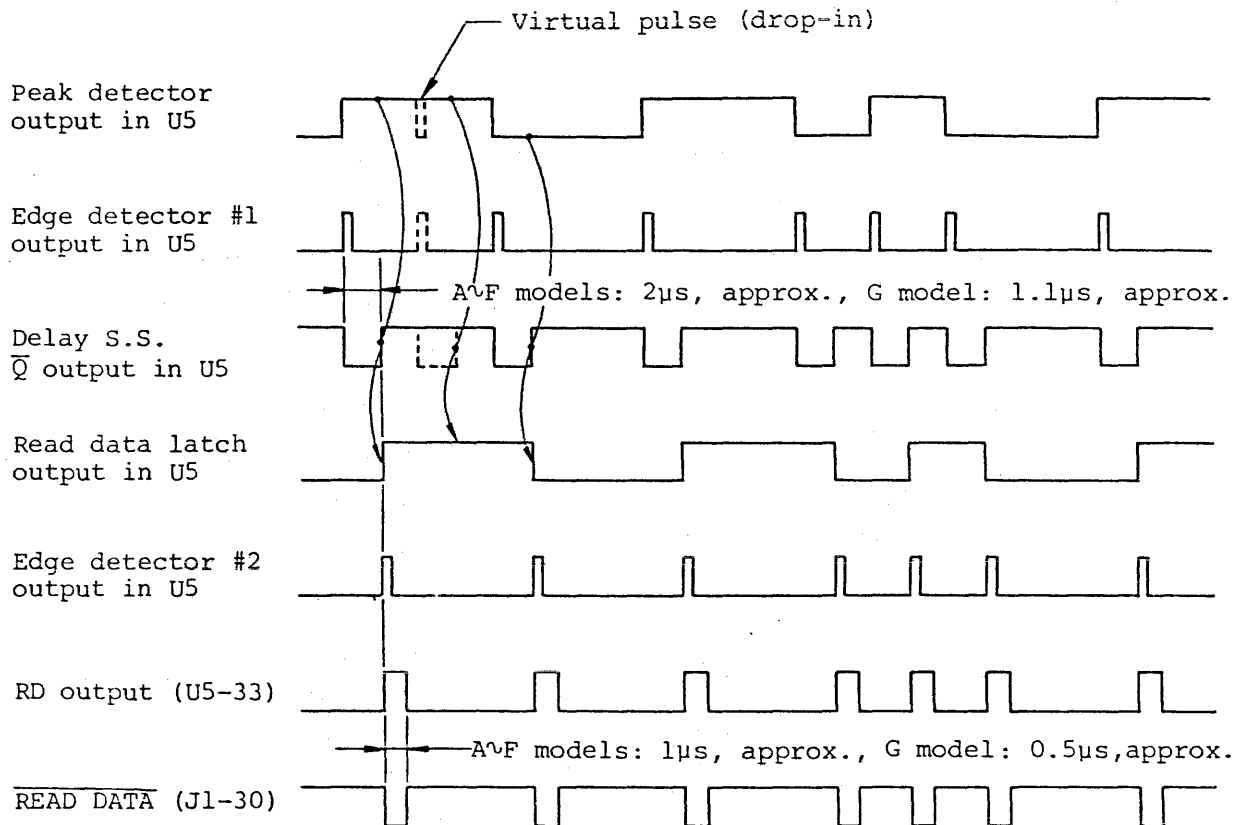 Virtual pulse (drop-in)
Peak detector
output in U5
Edge detector #1
output in U5
A~F models: 2μs, approx., G model: 1.1μs, approx.
Delay S.S.
Q̅ output in U5
Read data latch
output in U5
Edge detector #2
output in U5
RD output (U5-33)
A~F models: 1μs, approx., G model: 0.5μs,approx.
READ DATA (J1-30)